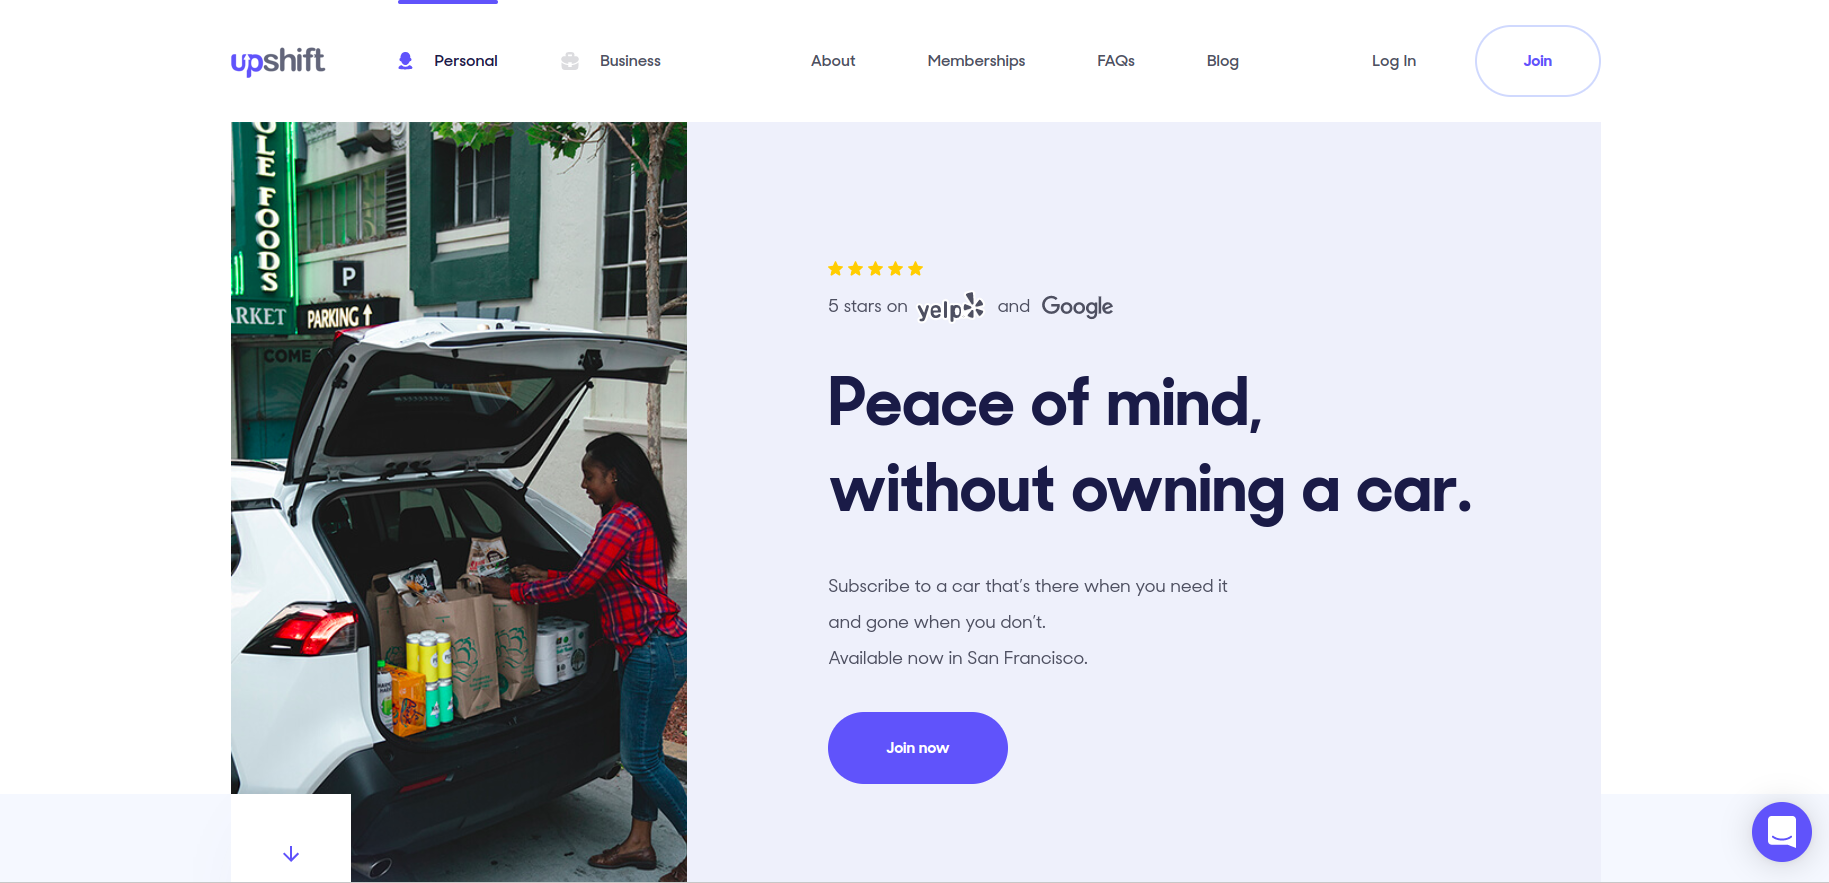 upshift
Personal
Business
About
Memberships
FAQs
Blog
Log In
Join
FOODS
P
PARKING
COME
5 stars on yelp and Google
Peace of mind,
without owning a car.
Subscribe to a car that's there when you need it
and gone when you don't.
Available now in San Francisco.
Join now